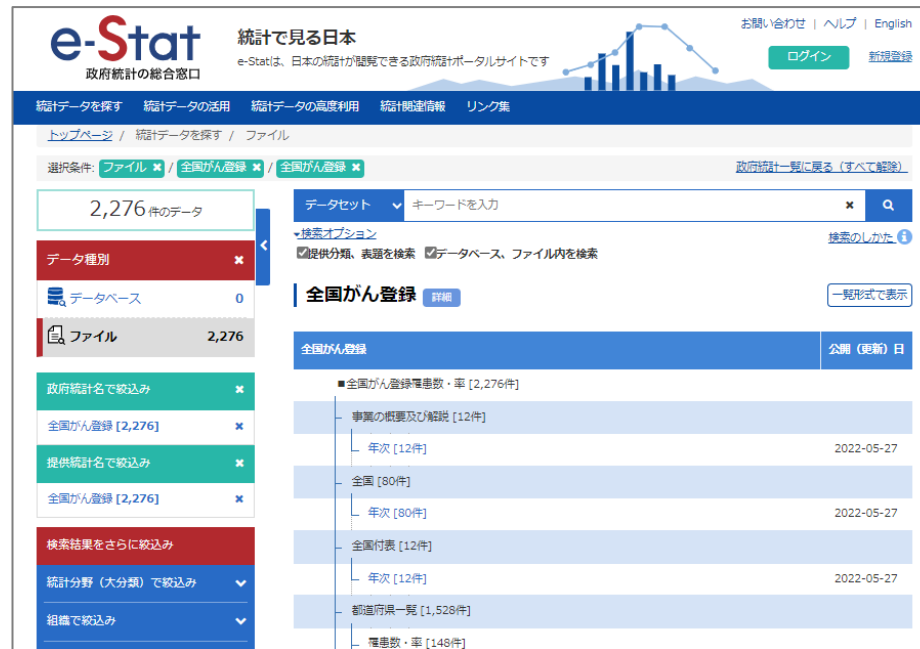 e-Stat
政府統計の総合窓口
統計で見る日本
e-Statは、日本の統計が閲覧できる政府統計ポータルサイトです
お問い合わせ | ヘルプ | English
ログイン 新規登録
統計データを探す 統計データの活用 統計データの高度利用 統計関連情報 リンク集
トップページ / 統計データを探す / ファイル
選択条件: ファイル ✖ / 全国がん登録 ✖ / 全国がん登録 ✖
政府統計一覧に戻る（すべて解除）
2,276 件のデータ
データ種別 ✖
データベース 0
ファイル 2,276
政府統計名で絞込み ✖
全国がん登録 [2,276] ✖
提供統計名で絞込み ✖
全国がん登録 [2,276] ✖
検索結果をさらに絞込み
統計分野（大分類）で絞込み
組織で絞込み
データセット キーワードを入力 ✖
▾検索オプション
検索のしかた
提供分類、表題を検索 データベース、ファイル内を検索
全国がん登録 詳細
一覧形式で表示
全国がん登録 公開（更新）日
■全国がん登録罹患数・率 [2,276件]
事業の概要及び解説 [12件]
年次 [12件] 2022-05-27
全国 [80件]
年次 [80件] 2022-05-27
全国付表 [12件]
年次 [12件] 2022-05-27
都道府県一覧 [1,528件]
罹患数・率 [148件]